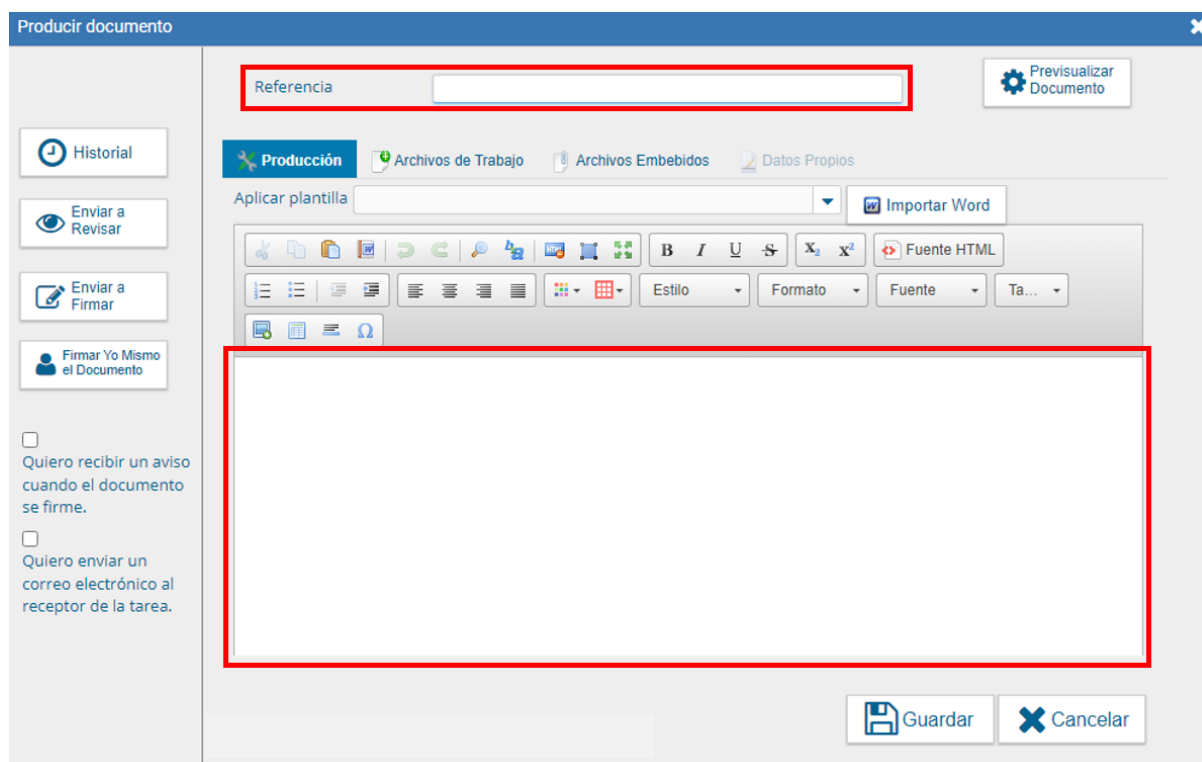 Producir documento
Referencia
Previsualizar
Documento
Historial
Enviar a
Revisar
Enviar a
Firmar
Firmar Yo Mismo
el Documento
Quiero recibir un aviso
cuando el documento
se firme.
Quiero enviar un
correo electrónico al
receptor de la tarea.
Producción Archivos de Trabajo Archivos Embebidos Datos Propios
Aplicar plantilla Importar Word
B I U S X₂ x² Fuente HTML
Estilo Formato Fuente Ta...
Ω
Guardar Cancelar